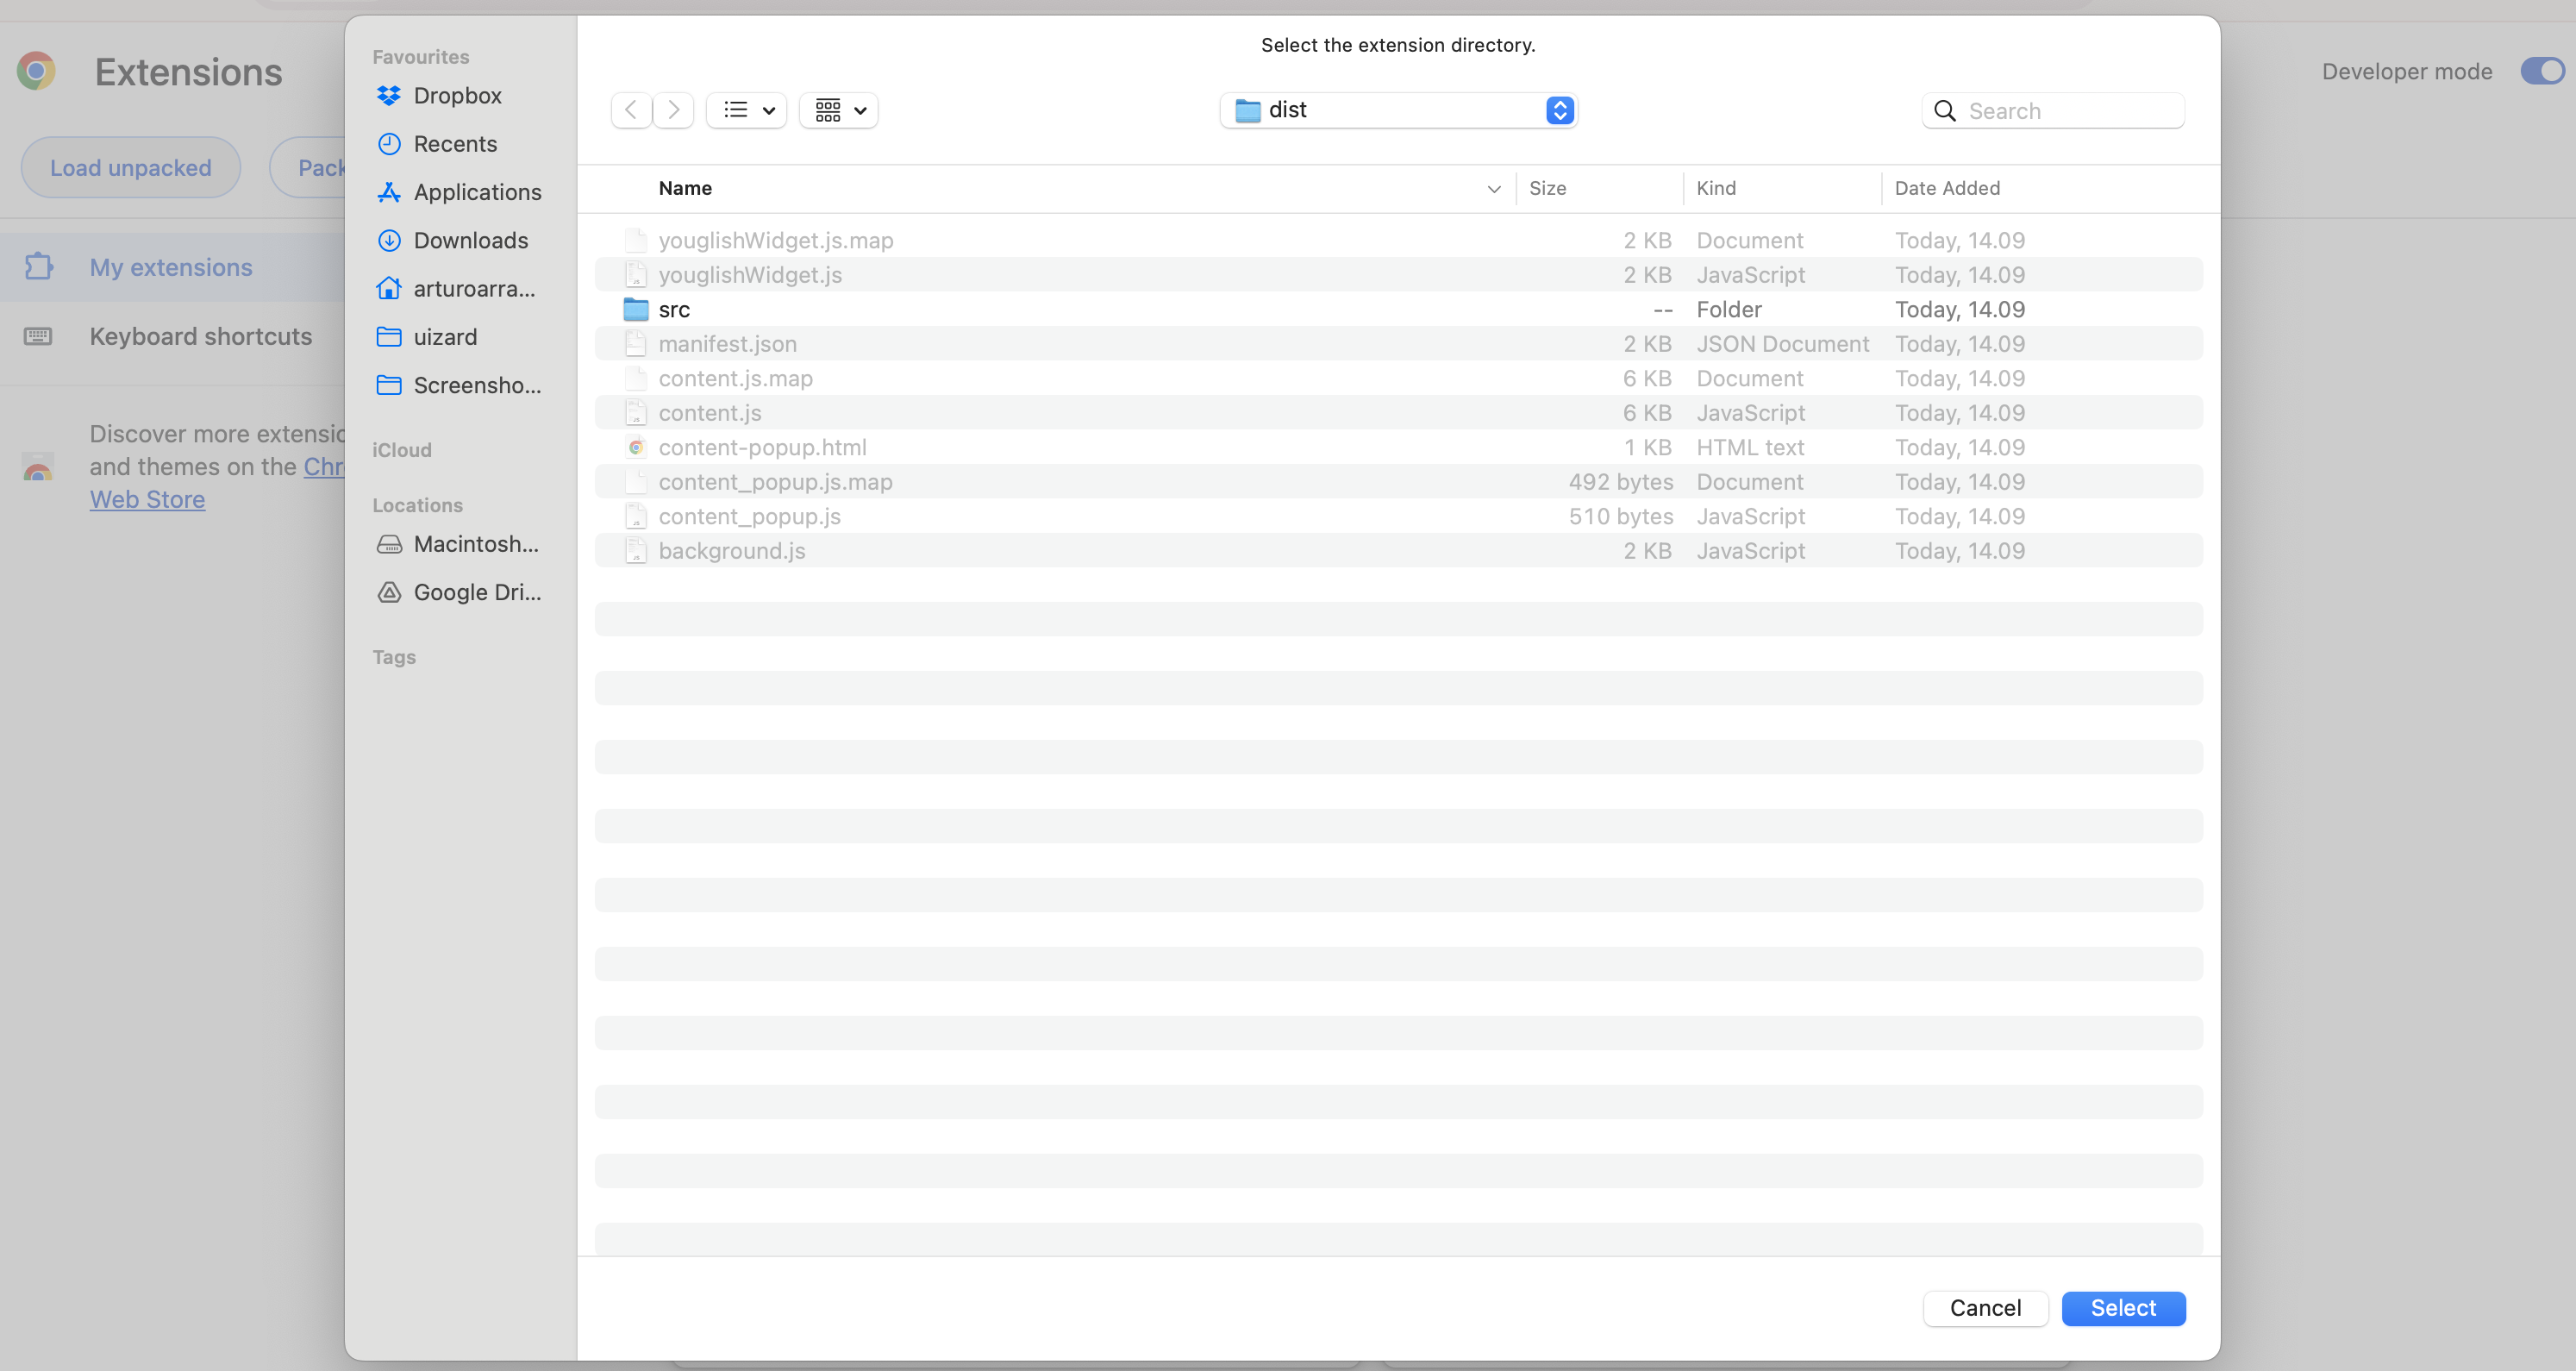 Extensions
Developer mode
Load unpacked
Pack
My extensions
Keyboard shortcuts
Discover more extensio
and themes on the Chr
Web Store
Favourites
Dropbox
Recents
Applications
Downloads
arturoarra...
uizard
Screensho...
iCloud
Locations
Macintosh...
Google Dri...
Tags
Select the extension directory.
dist
Search
Name Size Kind Date Added
youglishWidget.js.map 2 KB Document Today, 14.09
youglishWidget.js 2 KB JavaScript Today, 14.09
src -- Folder Today, 14.09
manifest.json 2 KB JSON Document Today, 14.09
content.js.map 6 KB Document Today, 14.09
content.js 6 KB JavaScript Today, 14.09
content-popup.html 1 KB HTML text Today, 14.09
content_popup.js.map 492 bytes Document Today, 14.09
content_popup.js 510 bytes JavaScript Today, 14.09
background.js 2 KB JavaScript Today, 14.09
Cancel
Select